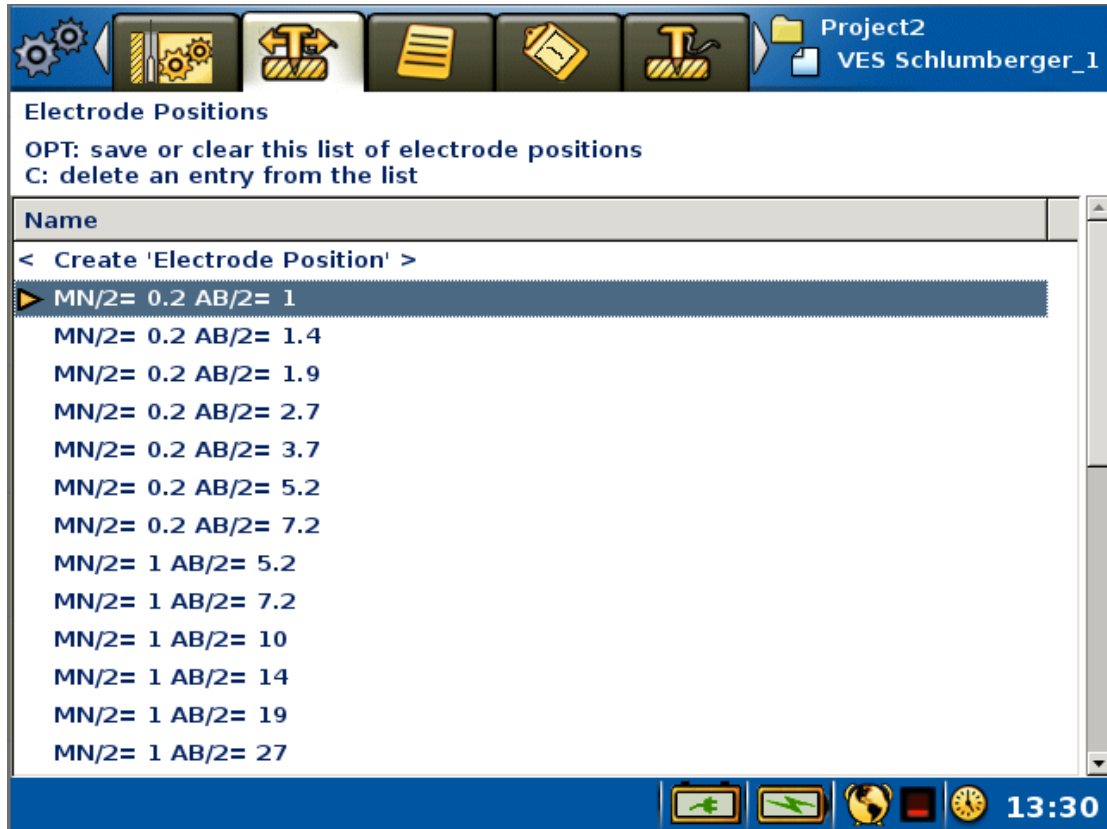 Project2
VES Schlumberger_1
Electrode Positions
OPT: save or clear this list of electrode positions
C: delete an entry from the list
Name
< Create 'Electrode Position' >
MN/2= 0.2 AB/2= 1
MN/2= 0.2 AB/2= 1.4
MN/2= 0.2 AB/2= 1.9
MN/2= 0.2 AB/2= 2.7
MN/2= 0.2 AB/2= 3.7
MN/2= 0.2 AB/2= 5.2
MN/2= 0.2 AB/2= 7.2
MN/2= 1 AB/2= 5.2
MN/2= 1 AB/2= 7.2
MN/2= 1 AB/2= 10
MN/2= 1 AB/2= 14
MN/2= 1 AB/2= 19
MN/2= 1 AB/2= 27
13:30